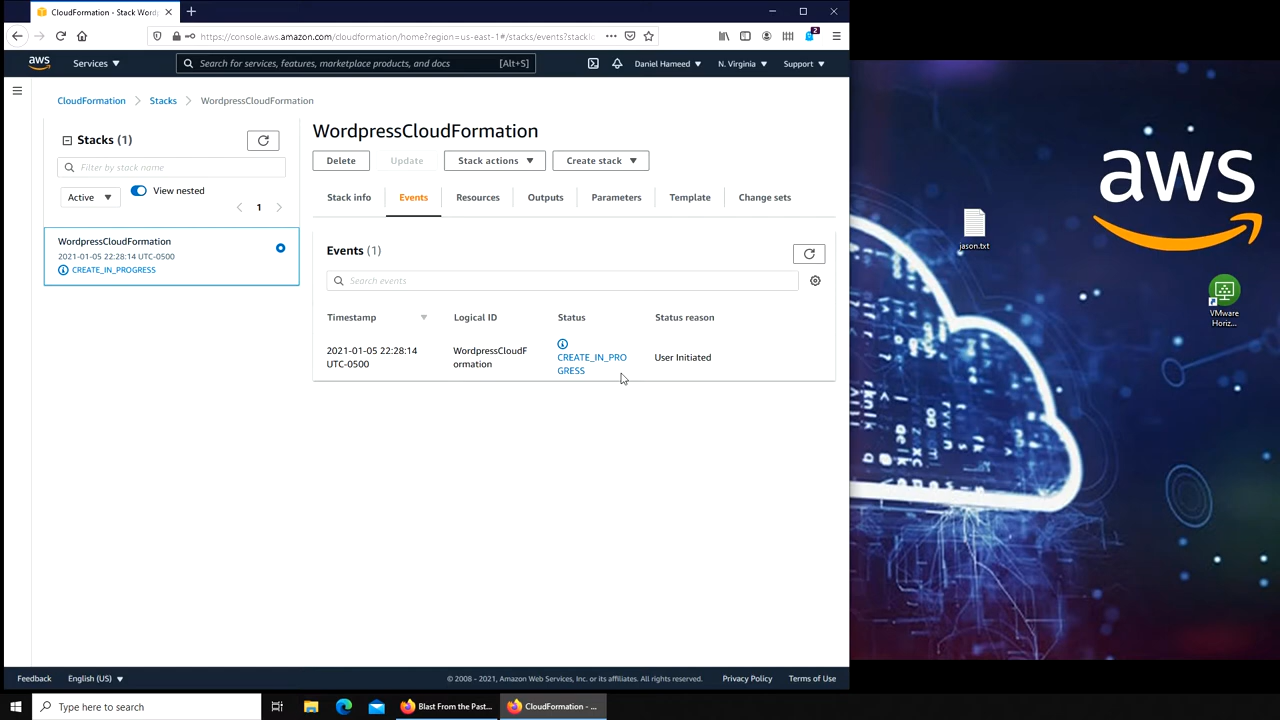 CloudFormation - Stack Word
https://console.aws.amazon.com/cloudformation/home?region=us-east-1#/stacks/events?stackI
2
aws
Services
Search for services, features, marketplace products, and docs
[Alt+S]
Daniel Hameed
N. Virginia
Support
CloudFormation
Stacks
WordpressCloudFormation
Stacks (1)
Filter by stack name
Active
View nested
1
WordpressCloudFormation
2021-01-05 22:28:14 UTC-0500
CREATE_IN_PROGRESS
WordpressCloudFormation
Delete
Update
Stack actions
Create stack
Stack info
Events
Resources
Outputs
Parameters
Template
Change sets
Events (1)
Search events
Timestamp
Logical ID
Status
Status reason
2021-01-05 22:28:14
UTC-0500
WordpressCloudF
ormation
CREATE_IN_PRO
GRESS
User Initiated
Feedback
English (US)
© 2008 - 2021, Amazon Web Services, Inc. or its affiliates. All rights reserved.
Privacy Policy
Terms of Use
aws
jason.txt
VMware
Horiz...
Type here to search
Blast From the Past...
CloudFormation - ...